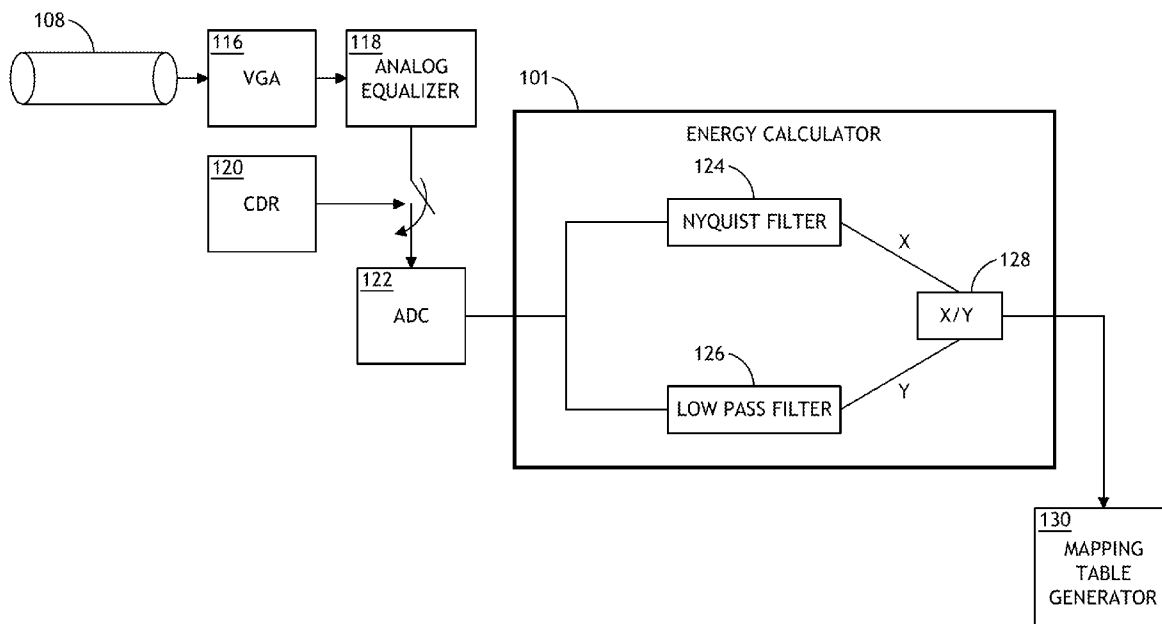 108
116
VGA
118
ANALOG
EQUALIZER
101
ENERGY CALCULATOR
120
CDR
124
NYQUIST FILTER
X
128
X/Y
122
ADC
126
LOW PASS FILTER
Y
130
MAPPING
TABLE
GENERATOR